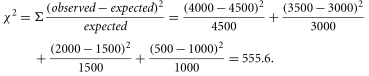 χ² = Σ (observed − expected)² / expected = (4000 − 4500)² / 4500 + (3500 − 3000)² / 3000
+ (2000 − 1500)² / 1500 + (500 − 1000)² / 1000 = 555.6.